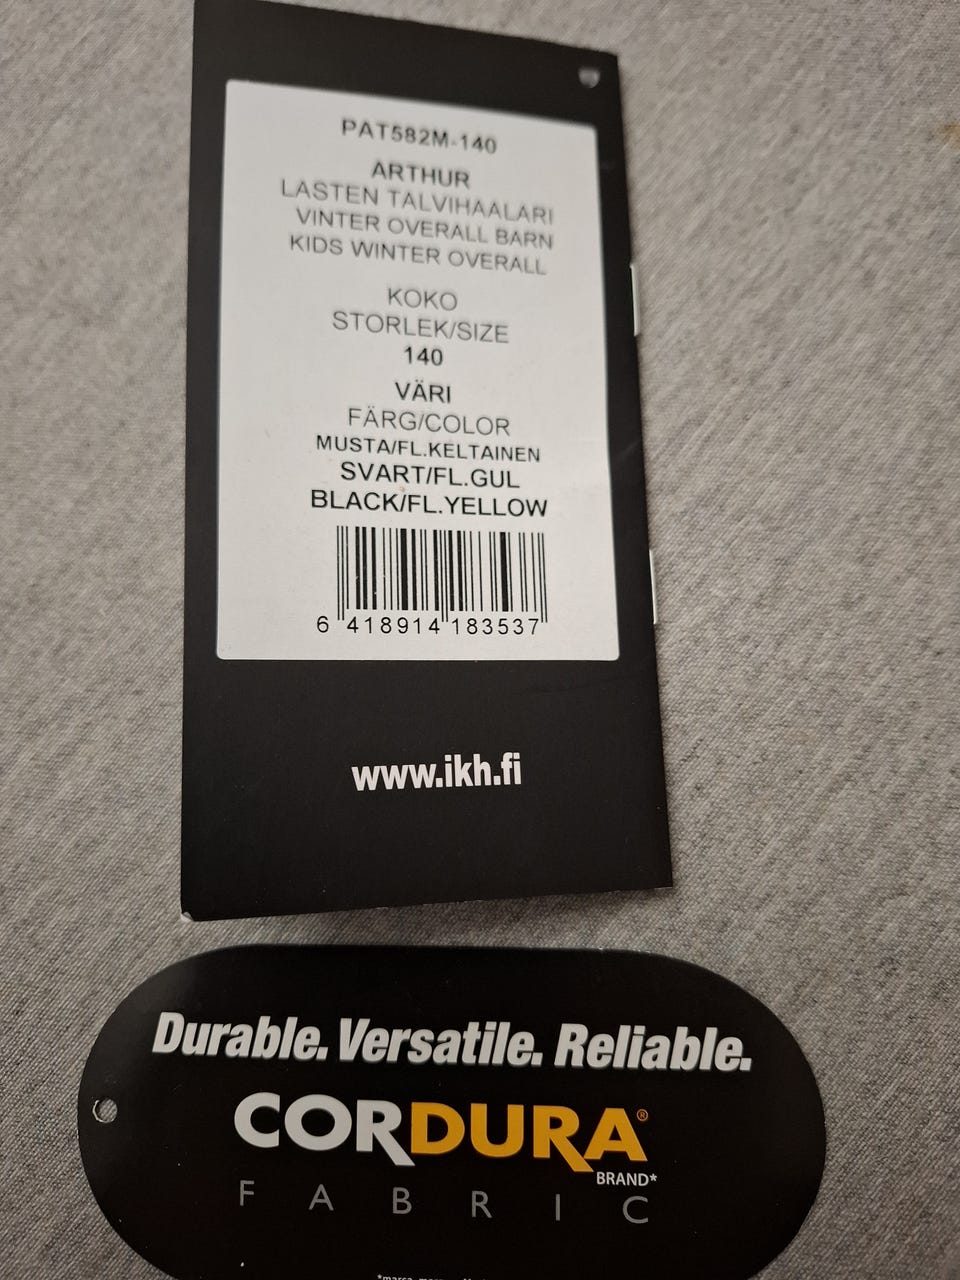 PAT582M-140
ARTHUR
LASTEN TALVIHAALARI
VINTER OVERALL BARN
KIDS WINTER OVERALL
KOKO
STORLEK/SIZE
140
VÄRI
FÄRG/COLOR
MUSTA/FL.KELTAINEN
SVART/FL.GUL
BLACK/FL.YELLOW
6 418914 183537
www.ikh.fi
Durable. Versatile. Reliable.
CORDURA®
BRAND*
FABRIC